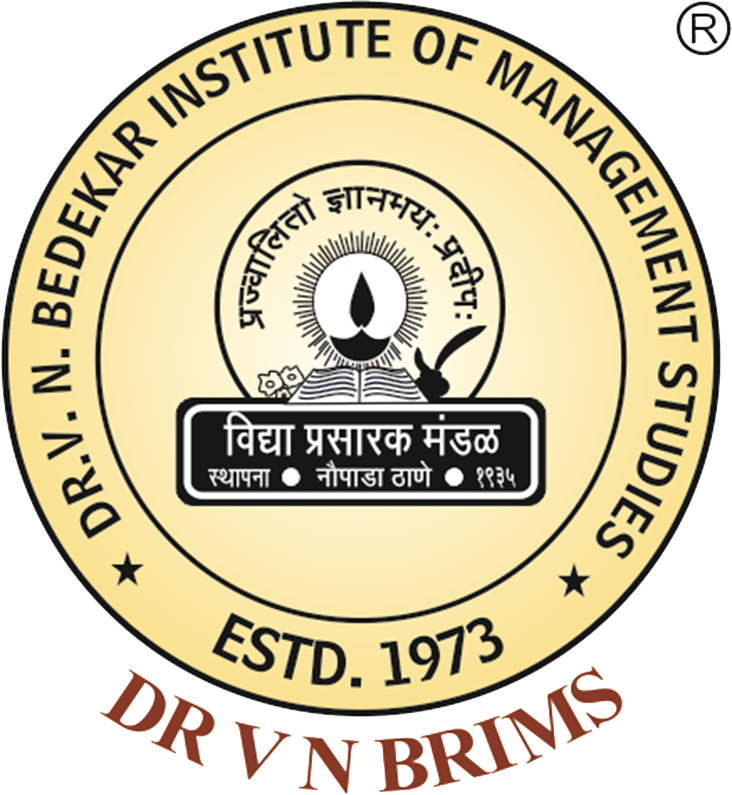 ®
DR. V. N. BEDEKAR INSTITUTE OF MANAGEMENT STUDIES
प्रज्वालितो ज्ञानमयः प्रदीपः
विद्या प्रसारक मंडळ
स्थापना ● नौपाडा ठाणे ● १९३५
★ ESTD. 1973 ★
DR V N BRIMS